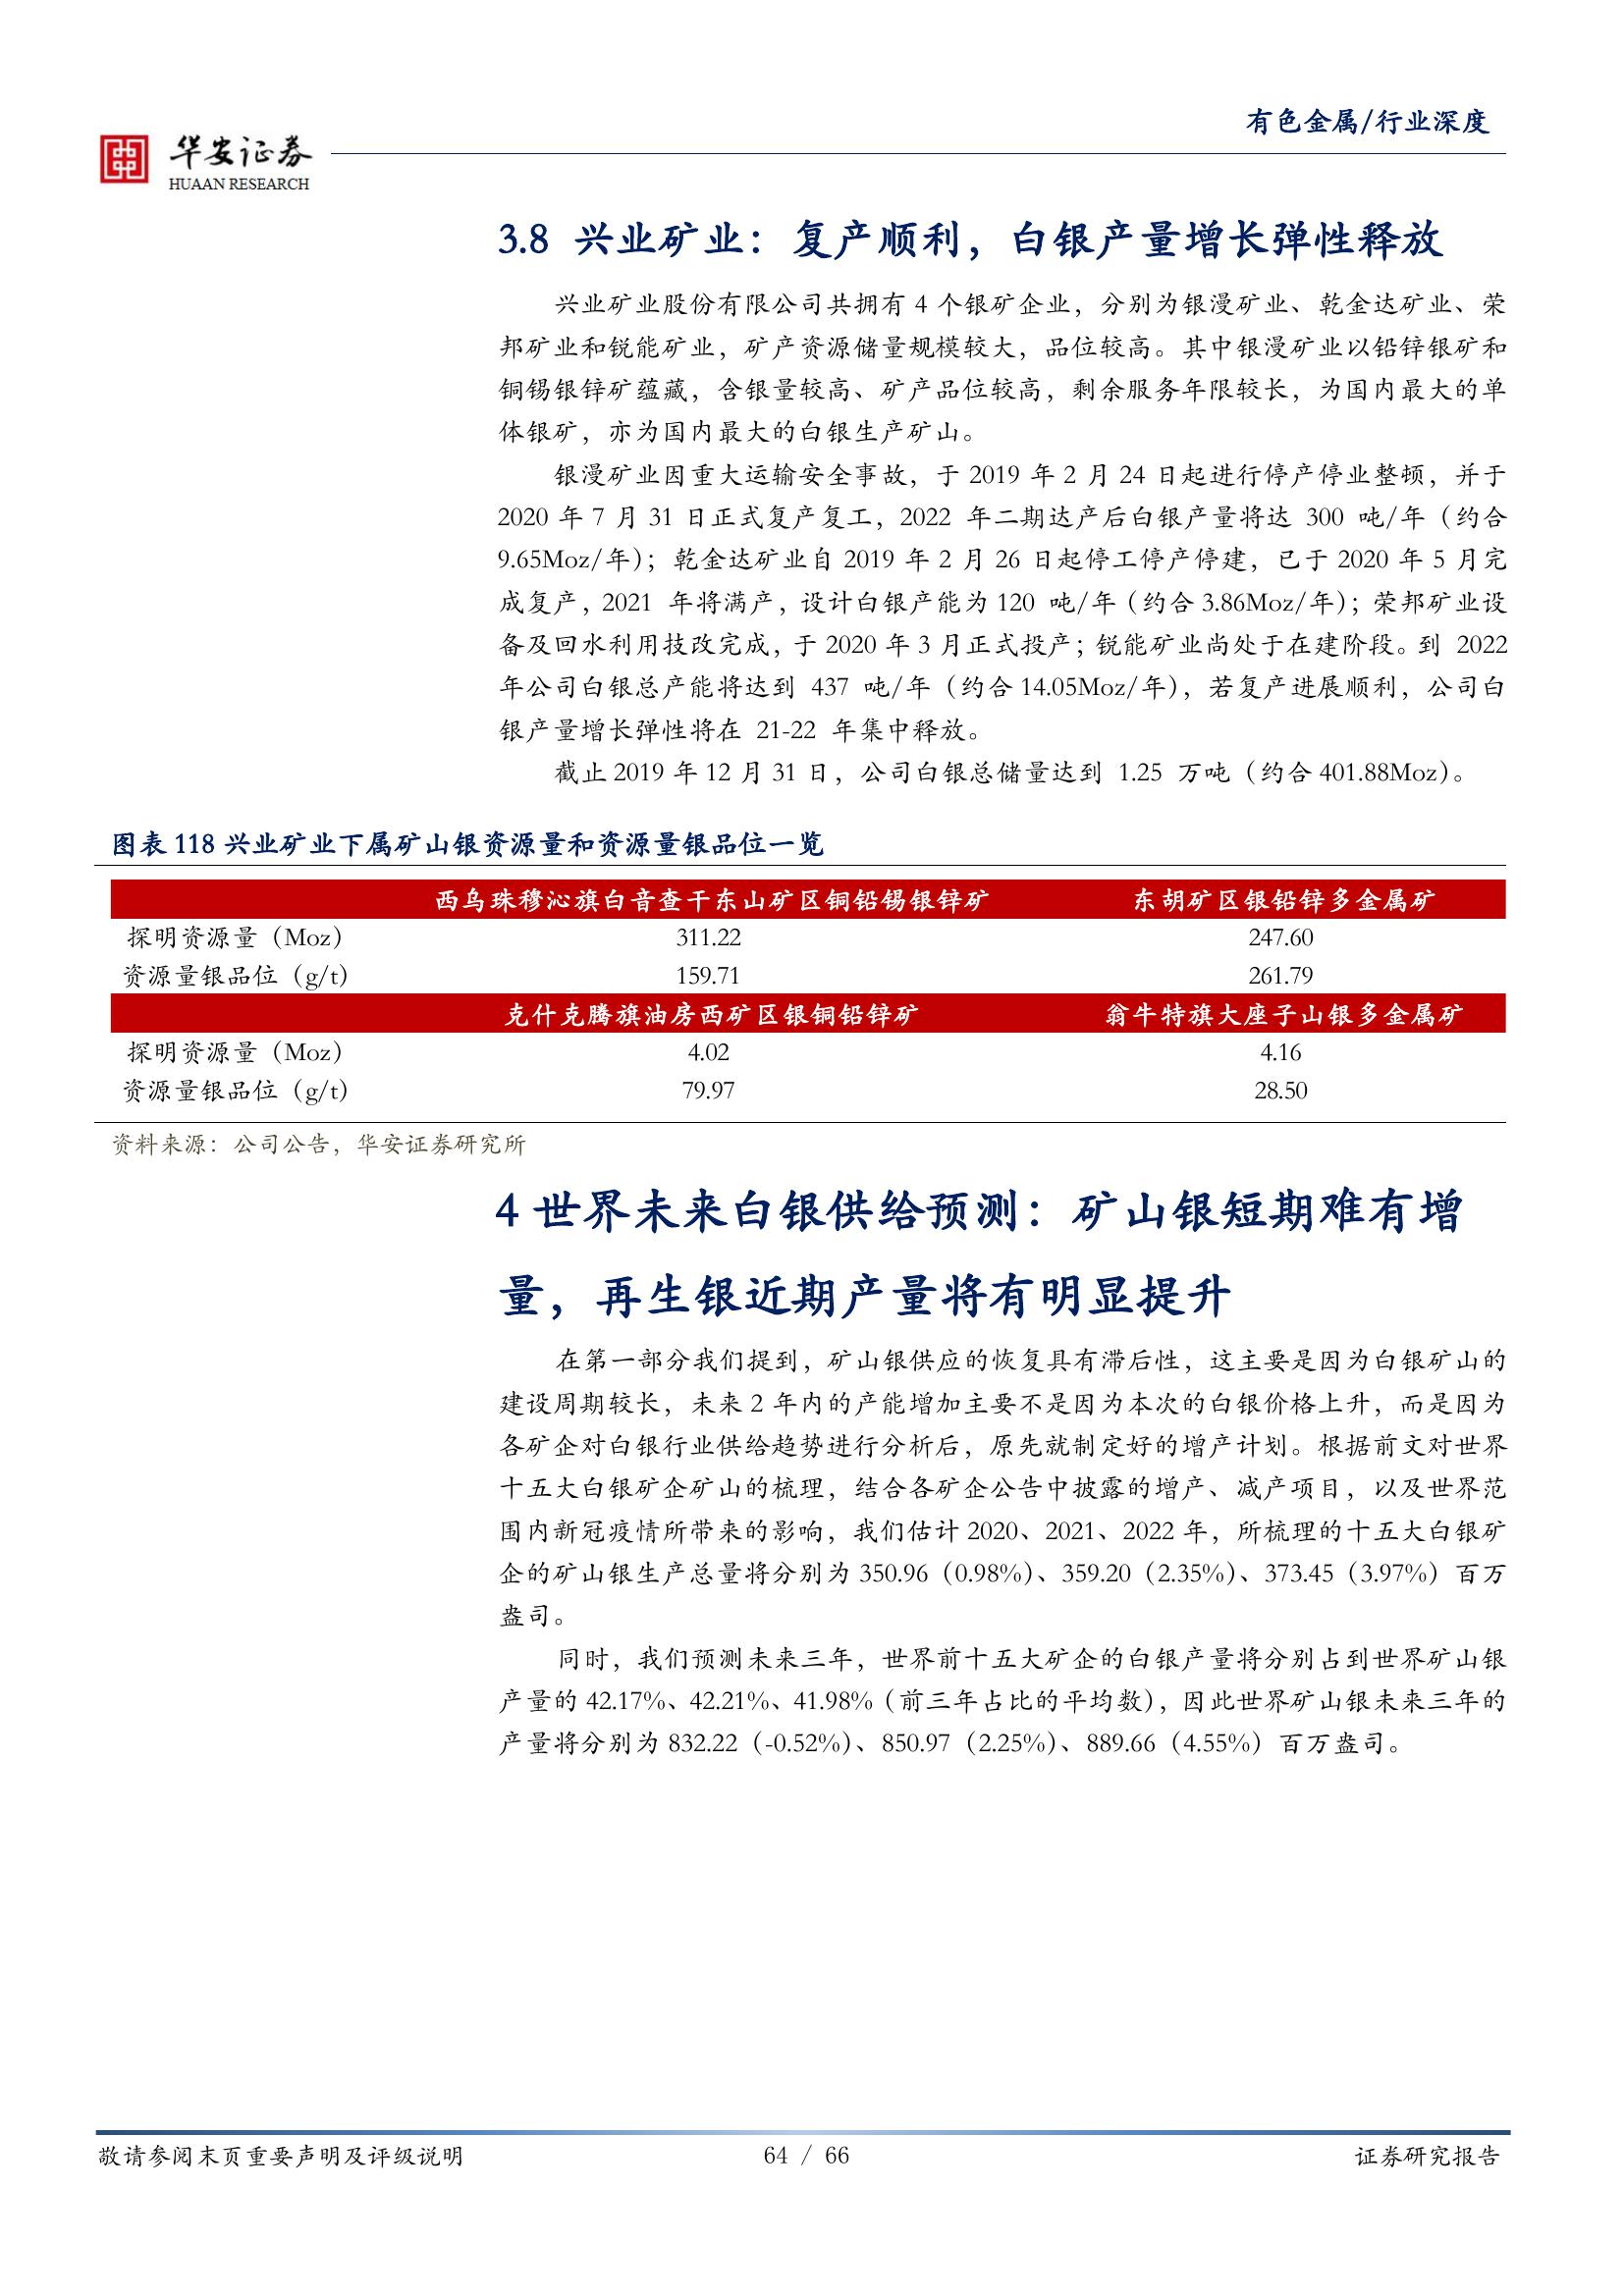 有色金属/行业深度
华安证券
HUAAN RESEARCH
3.8 兴业矿业：复产顺利，白银产量增长弹性释放
兴业矿业股份有限公司共拥有 4 个银矿企业，分别为银漫矿业、乾金达矿业、荣
邦矿业和锐能矿业，矿产资源储量规模较大，品位较高。其中银漫矿业以铅锌银矿和
铜锡银锌矿蕴藏，含银量较高、矿产品位较高，剩余服务年限较长，为国内最大的单
体银矿，亦为国内最大的白银生产矿山。
银漫矿业因重大运输安全事故，于 2019 年 2 月 24 日起进行停产停业整顿，并于
2020 年 7 月 31 日正式复产复工，2022 年二期达产后白银产量将达 300 吨/年（约合
9.65Moz/年）；乾金达矿业自 2019 年 2 月 26 日起停工停产停建，已于 2020 年 5 月完
成复产，2021 年将满产，设计白银产能为 120 吨/年（约合 3.86Moz/年）；荣邦矿业设
备及回水利用技改完成，于 2020 年 3 月正式投产；锐能矿业尚处于在建阶段。到 2022
年公司白银总产能将达到 437 吨/年（约合 14.05Moz/年），若复产进展顺利，公司白
银产量增长弹性将在 21-22 年集中释放。
截止 2019 年 12 月 31 日，公司白银总储量达到 1.25 万吨（约合 401.88Moz）。
图表 118 兴业矿业下属矿山银资源量和资源量银品位一览
西乌珠穆沁旗白音查干东山矿区铜铅锡银锌矿 东胡矿区银铅锌多金属矿
探明资源量（Moz） 311.22 247.60
资源量银品位（g/t） 159.71 261.79
克什克腾旗油房西矿区银铜铅锌矿 翁牛特旗大座子山银多金属矿
探明资源量（Moz） 4.02 4.16
资源量银品位（g/t） 79.97 28.50
资料来源：公司公告，华安证券研究所
4 世界未来白银供给预测：矿山银短期难有增
量，再生银近期产量将有明显提升
在第一部分我们提到，矿山银供应的恢复具有滞后性，这主要是因为白银矿山的
建设周期较长，未来 2 年内的产能增加主要不是因为本次的白银价格上升，而是因为
各矿企对白银行业供给趋势进行分析后，原先就制定好的增产计划。根据前文对世界
十五大白银矿企矿山的梳理，结合各矿企公告中披露的增产、减产项目，以及世界范
围内新冠疫情所带来的影响，我们估计 2020、2021、2022 年，所梳理的十五大白银矿
企的矿山银生产总量将分别为 350.96（0.98%）、359.20（2.35%）、373.45（3.97%）百万
盎司。
同时，我们预测未来三年，世界前十五大矿企的白银产量将分别占到世界矿山银
产量的 42.17%、42.21%、41.98%（前三年占比的平均数），因此世界矿山银未来三年的
产量将分别为 832.22（-0.52%）、850.97（2.25%）、889.66（4.55%）百万盎司。
敬请参阅末页重要声明及评级说明 64 / 66 证券研究报告